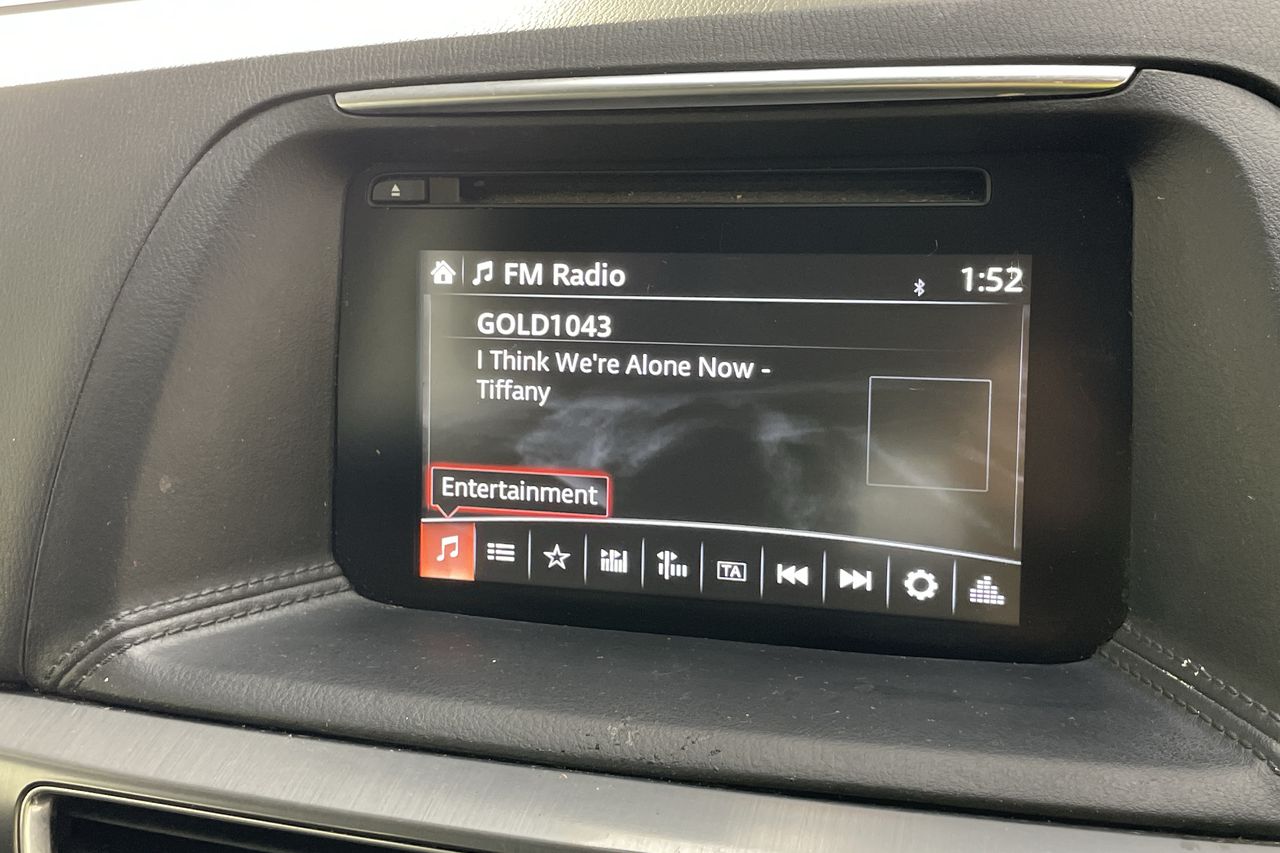 FM Radio
1:52
GOLD1043
I Think We're Alone Now -
Tiffany
Entertainment
TA